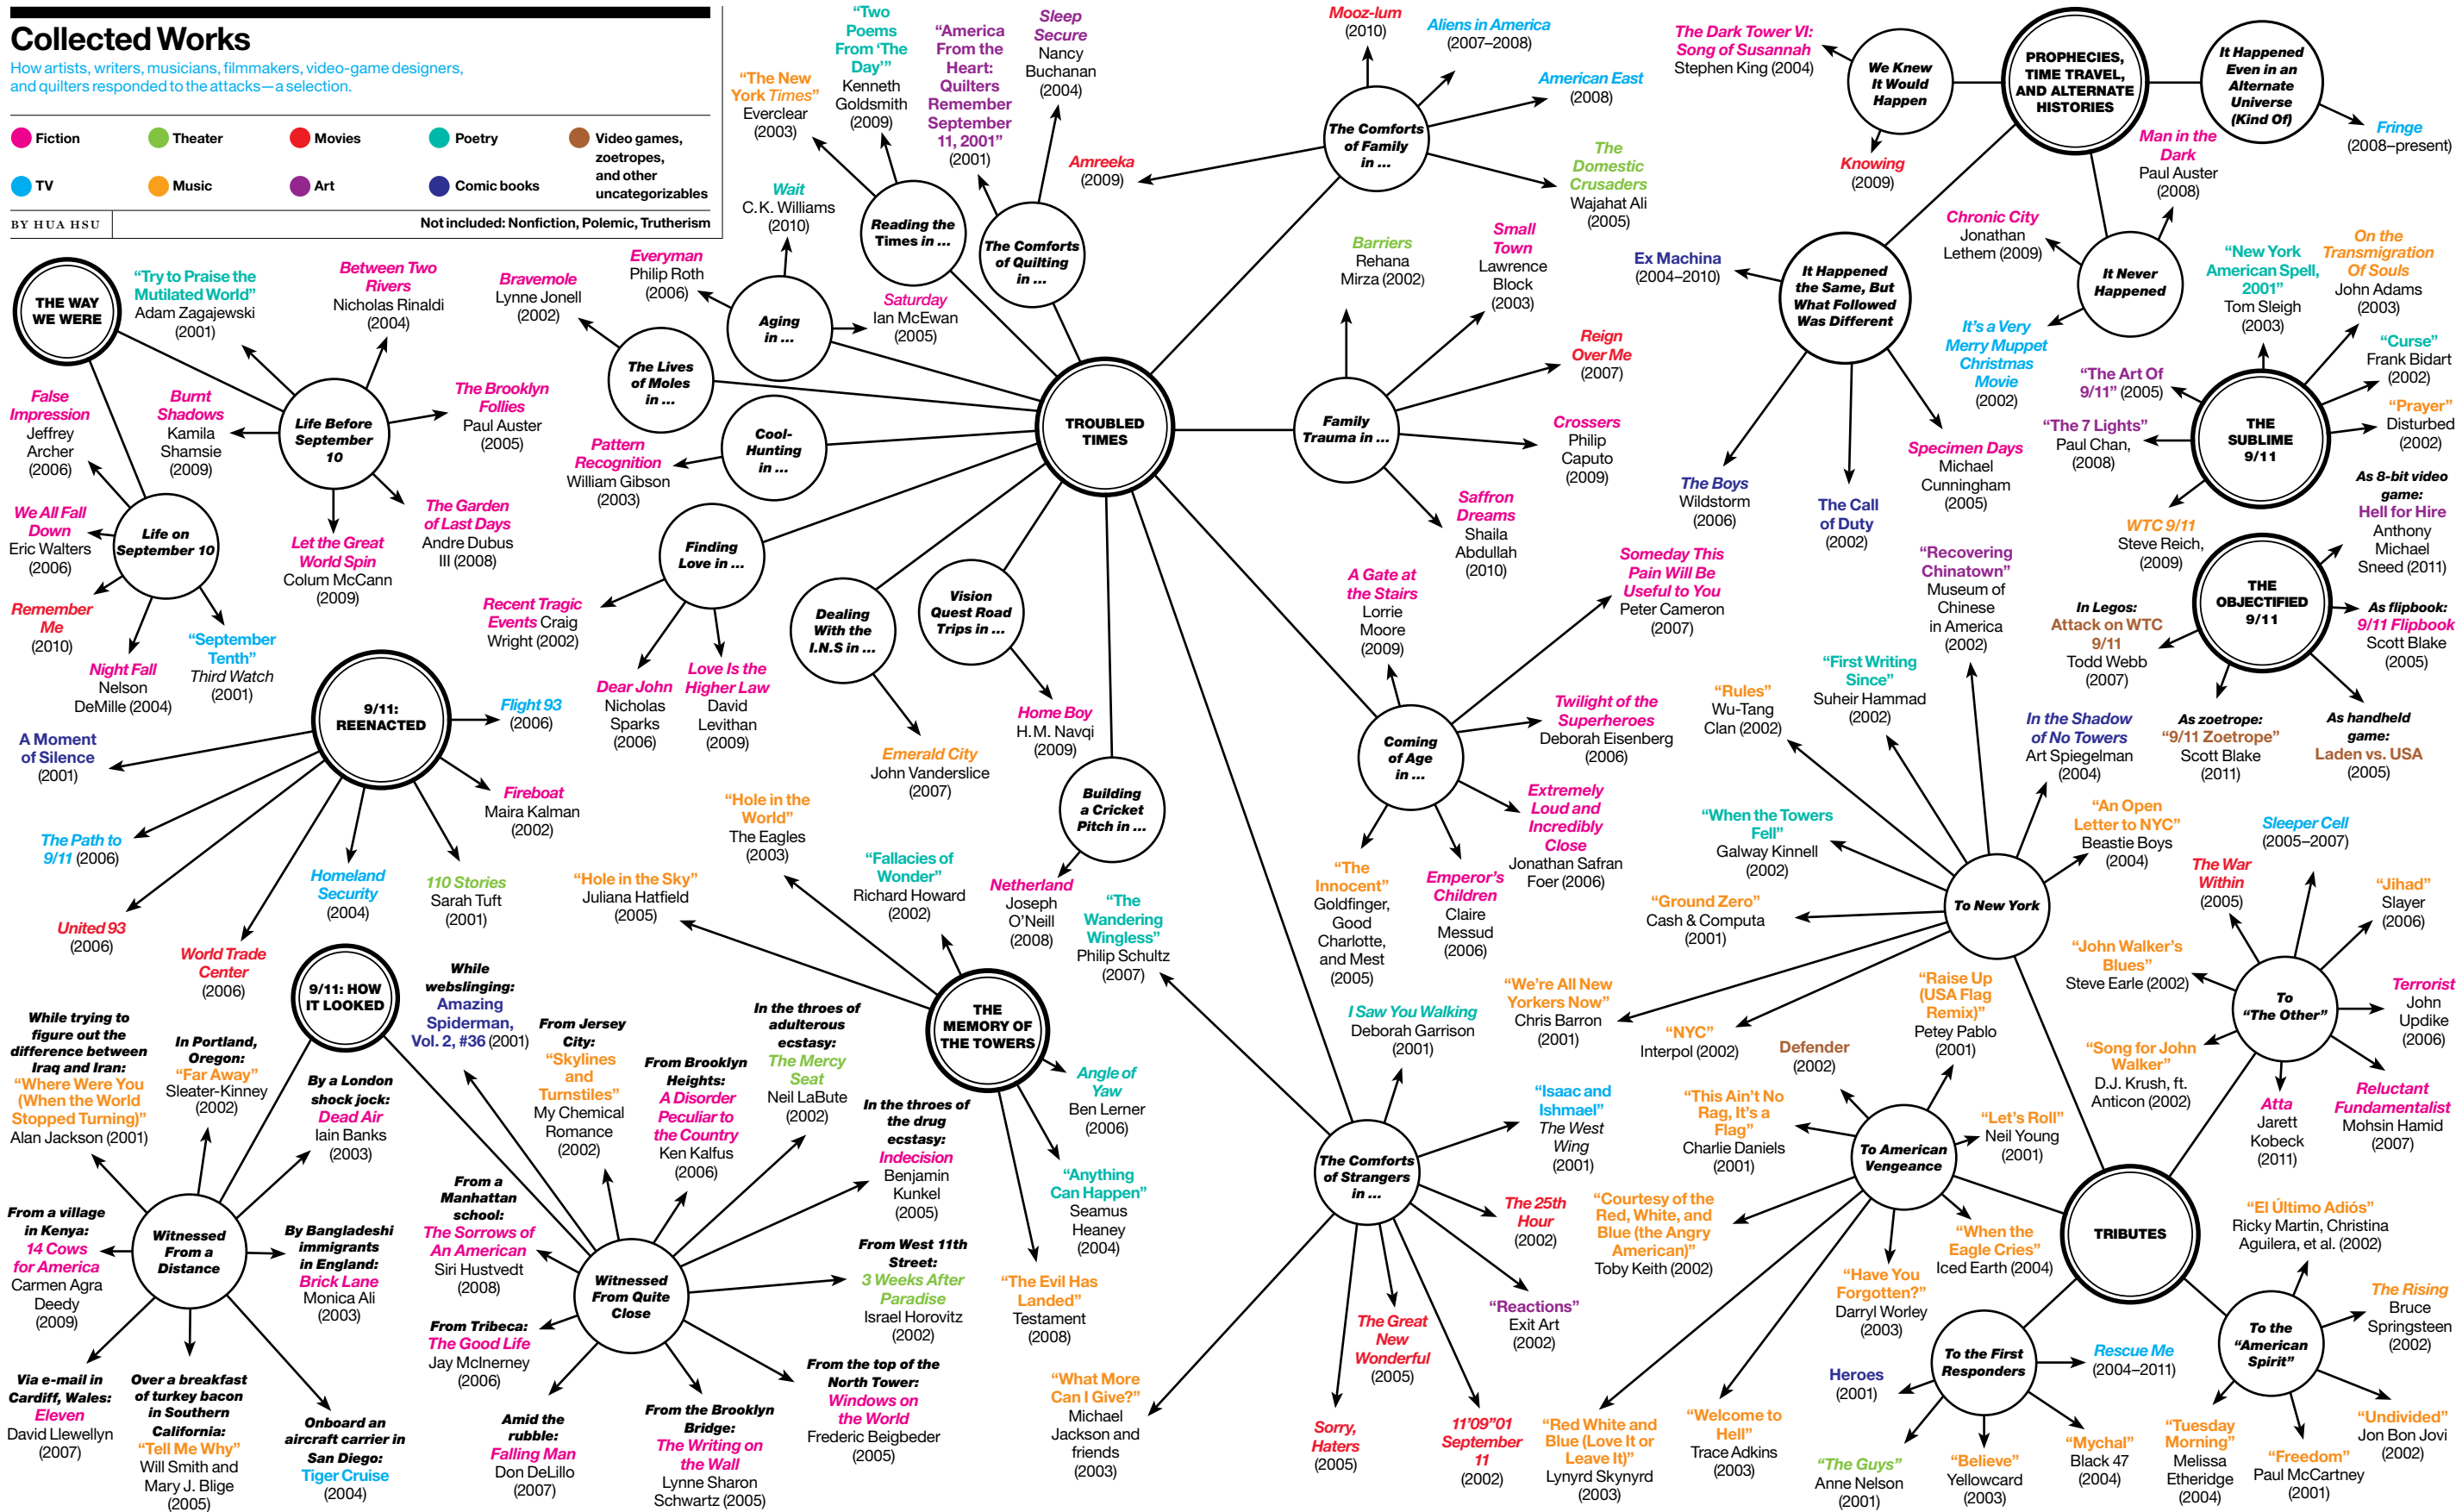 Collected Works
How artists, writers, musicians, filmmakers, video-game designers,
and quilters responded to the attacks—a selection.
Fiction
Theater
Movies
Poetry
Video games,
zoetropes,
and other
uncategorizables
TV
Music
Art
Comic books
BY HUA HSU
Not included: Nonfiction, Polemic, Trutherism
THE WAY
WE WERE
Life Before
September
10
“Try to Praise the
Mutilated World”
Adam Zagajewski
(2001)
Between Two
Rivers
Nicholas Rinaldi
(2004)
The Brooklyn
Follies
Paul Auster
(2005)
The Garden
of Last Days
Andre Dubus
III (2008)
Let the Great
World Spin
Colum McCann
(2009)
Burnt
Shadows
Kamila
Shamsie
(2009)
Life on
September 10
False
Impression
Jeffrey
Archer
(2006)
We All Fall
Down
Eric Walters
(2006)
Remember
Me
(2010)
Night Fall
Nelson
DeMille (2004)
“September
Tenth”
Third Watch
(2001)
9/11:
REENACTED
Flight 93
(2006)
Fireboat
Maira Kalman
(2002)
110 Stories
Sarah Tuft
(2001)
Homeland
Security
(2004)
World Trade
Center
(2006)
United 93
(2006)
The Path to
9/11 (2006)
A Moment
of Silence
(2001)
9/11: HOW
IT LOOKED
Witnessed
From a
Distance
While trying to
figure out the
difference between
Iraq and Iran:
“Where Were You
(When the World
Stopped Turning)”
Alan Jackson (2001)
In Portland,
Oregon:
“Far Away”
Sleater-Kinney
(2002)
By a London
shock jock:
Dead Air
Iain Banks
(2003)
By Bangladeshi
immigrants
in England:
Brick Lane
Monica Ali
(2003)
Onboard an
aircraft carrier in
San Diego:
Tiger Cruise
(2004)
Over a breakfast
of turkey bacon
in Southern
California:
“Tell Me Why”
Will Smith and
Mary J. Blige
(2005)
Via e-mail in
Cardiff, Wales:
Eleven
David Llewellyn
(2007)
From a village
in Kenya:
14 Cows
for America
Carmen Agra
Deedy
(2009)
Witnessed
From Quite
Close
While
webslinging:
Amazing
Spiderman,
Vol. 2, #36 (2001)
From Jersey
City:
“Skylines
and
Turnstiles”
My Chemical
Romance
(2002)
From Brooklyn
Heights:
A Disorder
Peculiar to
the Country
Ken Kalfus
(2006)
In the throes of
adulterous
ecstasy:
The Mercy
Seat
Neil LaBute
(2002)
In the throes of
the drug
ecstasy:
Indecision
Benjamin
Kunkel
(2005)
From West 11th
Street:
3 Weeks After
Paradise
Israel Horovitz
(2002)
From the top of the
North Tower:
Windows on
the World
Frederic Beigbeder
(2005)
From the Brooklyn
Bridge:
The Writing on
the Wall
Lynne Sharon
Schwartz (2005)
Amid the
rubble:
Falling Man
Don DeLillo
(2007)
From Tribeca:
The Good Life
Jay McInerney
(2006)
From a
Manhattan
school:
The Sorrows of
An American
Siri Hustvedt
(2008)
THE
MEMORY OF
THE TOWERS
“Hole in the
World”
The Eagles
(2003)
“Hole in the Sky”
Juliana Hatfield
(2005)
“Fallacies of
Wonder”
Richard Howard
(2002)
Angle of
Yaw
Ben Lerner
(2006)
“Anything
Can Happen”
Seamus
Heaney
(2004)
“The Evil Has
Landed”
Testament
(2008)
TROUBLED
TIMES
Reading the
Times in ...
“The New
York Times”
Everclear
(2003)
“Two
Poems
From ‘The
Day’”
Kenneth
Goldsmith
(2009)
The Comforts
of Quilting
in ...
“America
From the
Heart:
Quilters
Remember
September
11, 2001”
(2001)
Sleep
Secure
Nancy
Buchanan
(2004)
Aging
in ...
Wait
C.K. Williams
(2010)
Everyman
Philip Roth
(2006)
Saturday
Ian McEwan
(2005)
The Lives
of Moles
in ...
Bravemole
Lynne Jonell
(2002)
Cool-
Hunting
in ...
Pattern
Recognition
William Gibson
(2003)
Finding
Love in ...
Recent Tragic
Events Craig
Wright (2002)
Dear John
Nicholas
Sparks
(2006)
Love Is the
Higher Law
David
Levithan
(2009)
Dealing
With the
I.N.S in ...
Emerald City
John Vanderslice
(2007)
Vision
Quest Road
Trips in ...
Home Boy
H.M. Navqi
(2009)
Building
a Cricket
Pitch in ...
Netherland
Joseph
O’Neill
(2008)
The Comforts
of Family
in ...
Mooz-lum
(2010)
Aliens in America
(2007–2008)
American East
(2008)
The
Domestic
Crusaders
Wajahat Ali
(2005)
Amreeka
(2009)
Family
Trauma in ...
Barriers
Rehana
Mirza (2002)
Small
Town
Lawrence
Block
(2003)
Reign
Over Me
(2007)
Crossers
Philip
Caputo
(2009)
Saffron
Dreams
Shaila
Abdullah
(2010)
Coming
of Age
in ...
A Gate at
the Stairs
Lorrie
Moore
(2009)
Someday This
Pain Will Be
Useful to You
Peter Cameron
(2007)
Twilight of the
Superheroes
Deborah Eisenberg
(2006)
Extremely
Loud and
Incredibly
Close
Jonathan Safran
Foer (2006)
Emperor’s
Children
Claire
Messud
(2006)
“The
Innocent”
Goldfinger,
Good
Charlotte,
and Mest
(2005)
The Comforts
of Strangers
in ...
“The
Wandering
Wingless”
Philip Schultz
(2007)
I Saw You Walking
Deborah Garrison
(2001)
“Isaac and
Ishmael”
The West
Wing
(2001)
The 25th
Hour
(2002)
“Reactions”
Exit Art
(2002)
11’09”01
September
11
(2002)
The Great
New
Wonderful
(2005)
Sorry,
Haters
(2005)
“What More
Can I Give?”
Michael
Jackson and
friends
(2003)
PROPHECIES,
TIME TRAVEL,
AND ALTERNATE
HISTORIES
We Knew
It Would
Happen
The Dark Tower VI:
Song of Susannah
Stephen King (2004)
Knowing
(2009)
It Happened
Even in an
Alternate
Universe
(Kind Of)
Fringe
(2008–present)
It Never
Happened
Man in the
Dark
Paul Auster
(2008)
Chronic City
Jonathan
Lethem (2009)
It’s a Very
Merry Muppet
Christmas
Movie
(2002)
It Happened
the Same, But
What Followed
Was Different
Ex Machina
(2004–2010)
The Boys
Wildstorm
(2006)
The Call
of Duty
(2002)
Specimen Days
Michael
Cunningham
(2005)
THE
SUBLIME
9/11
“New York
American Spell,
2001”
Tom Sleigh
(2003)
On the
Transmigration
Of Souls
John Adams
(2003)
“Curse”
Frank Bidart
(2002)
“Prayer”
Disturbed
(2002)
WTC 9/11
Steve Reich,
(2009)
“The 7 Lights”
Paul Chan,
(2008)
“The Art Of
9/11” (2005)
THE
OBJECTIFIED
9/11
As 8-bit video
game:
Hell for Hire
Anthony
Michael
Sneed (2011)
As flipbook:
9/11 Flipbook
Scott Blake
(2005)
As handheld
game:
Laden vs. USA
(2005)
As zoetrope:
“9/11 Zoetrope”
Scott Blake
(2011)
In Legos:
Attack on WTC
9/11
Todd Webb
(2007)
TRIBUTES
To New York
“Rules”
Wu-Tang
Clan (2002)
“First Writing
Since”
Suheir Hammad
(2002)
“Recovering
Chinatown”
Museum of
Chinese
in America
(2002)
In the Shadow
of No Towers
Art Spiegelman
(2004)
“An Open
Letter to NYC”
Beastie Boys
(2004)
“When the Towers
Fell”
Galway Kinnell
(2002)
“Ground Zero”
Cash & Computa
(2001)
“We’re All New
Yorkers Now”
Chris Barron
(2001)
“NYC”
Interpol (2002)
To
“The Other”
Sleeper Cell
(2005–2007)
The War
Within
(2005)
“Jihad”
Slayer
(2006)
Terrorist
John
Updike
(2006)
Reluctant
Fundamentalist
Mohsin Hamid
(2007)
Atta
Jarett
Kobeck
(2011)
“Song for John
Walker”
D.J. Krush, ft.
Anticon (2002)
“John Walker’s
Blues”
Steve Earle (2002)
To American
Vengeance
Defender
(2002)
“Raise Up
(USA Flag
Remix)”
Petey Pablo
(2001)
“Let’s Roll”
Neil Young
(2001)
“When the
Eagle Cries”
Iced Earth (2004)
“Have You
Forgotten?”
Darryl Worley
(2003)
“Welcome to
Hell”
Trace Adkins
(2003)
“Red White and
Blue (Love It or
Leave It)”
Lynyrd Skynyrd
(2003)
“Courtesy of the
Red, White, and
Blue (the Angry
American)”
Toby Keith (2002)
“This Ain’t No
Rag, It’s a
Flag”
Charlie Daniels
(2001)
To the First
Responders
Rescue Me
(2004–2011)
“Mychal”
Black 47
(2004)
“Believe”
Yellowcard
(2003)
“The Guys”
Anne Nelson
(2001)
Heroes
(2001)
To the
“American
Spirit”
“El Último Adiós”
Ricky Martin, Christina
Aguilera, et al. (2002)
The Rising
Bruce
Springsteen
(2002)
“Undivided”
Jon Bon Jovi
(2002)
“Freedom”
Paul McCartney
(2001)
“Tuesday
Morning”
Melissa
Etheridge
(2004)